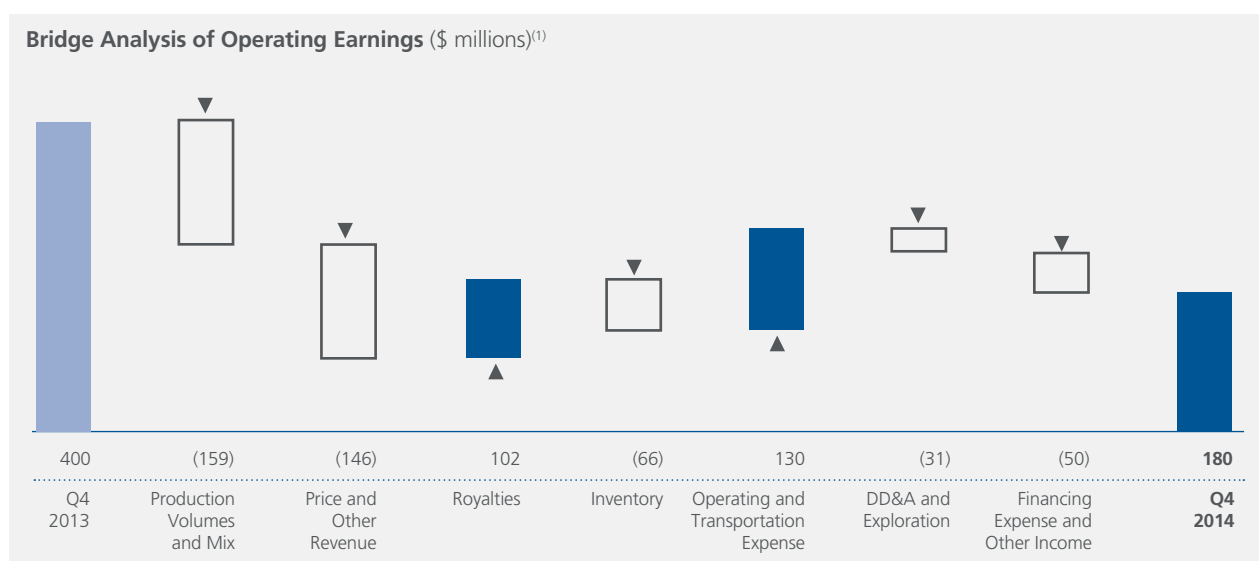 Bridge Analysis of Operating Earnings ($ millions)(1)
400 (159) (146) 102 (66) 130 (31) (50) 180
Q4
2013
Production
Volumes
and Mix
Price and
Other
Revenue
Royalties
Inventory
Operating and
Transportation
Expense
DD&A and
Exploration
Financing
Expense and
Other Income
Q4
2014